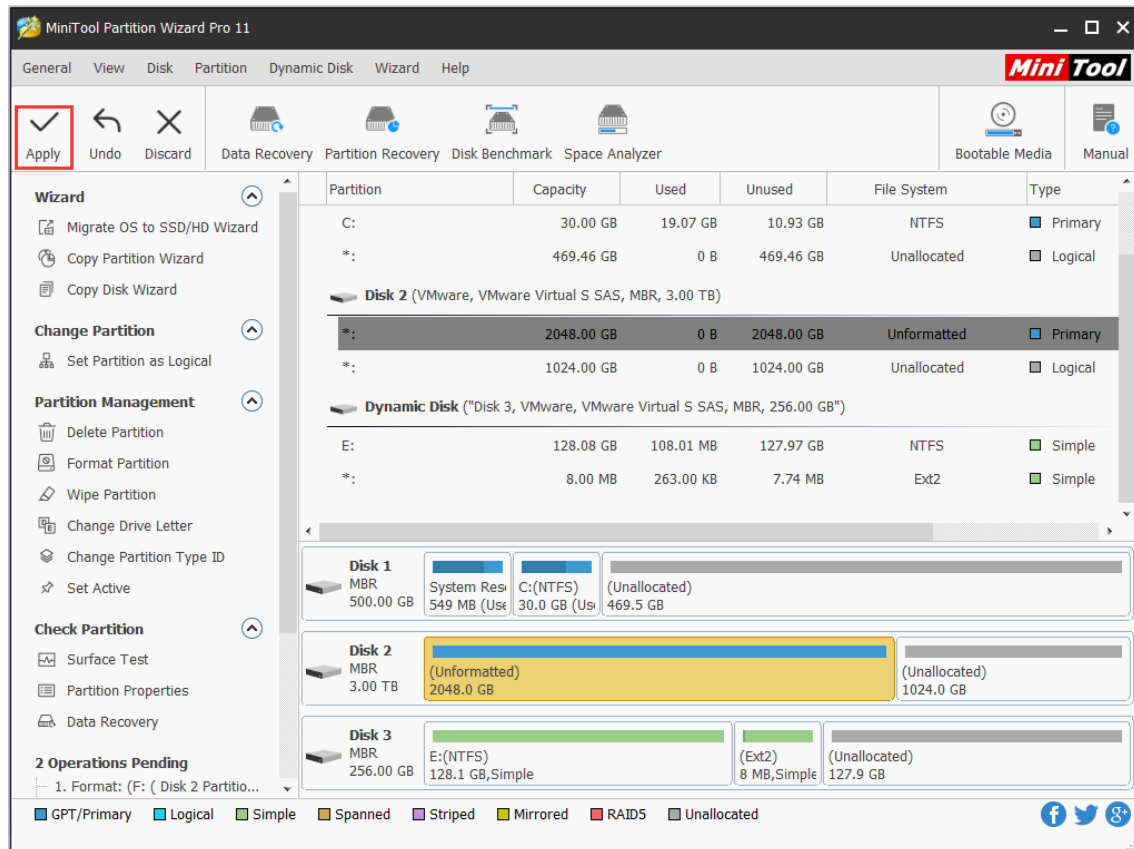 MiniTool Partition Wizard Pro 11
General View Disk Partition Dynamic Disk Wizard Help
Mini Tool
Apply Undo Discard Data Recovery Partition Recovery Disk Benchmark Space Analyzer Bootable Media Manual
Wizard
Migrate OS to SSD/HD Wizard
Copy Partition Wizard
Copy Disk Wizard
Change Partition
Set Partition as Logical
Partition Management
Delete Partition
Format Partition
Wipe Partition
Change Drive Letter
Change Partition Type ID
Set Active
Check Partition
Surface Test
Partition Properties
Data Recovery
2 Operations Pending
1. Format: (F: ( Disk 2 Partitio...
Partition Capacity Used Unused File System Type
C: 30.00 GB 19.07 GB 10.93 GB NTFS Primary
*: 469.46 GB 0 B 469.46 GB Unallocated Logical
Disk 2 (VMware, VMware Virtual S SAS, MBR, 3.00 TB)
*: 2048.00 GB 0 B 2048.00 GB Unformatted Primary
*: 1024.00 GB 0 B 1024.00 GB Unallocated Logical
Dynamic Disk ("Disk 3, VMware, VMware Virtual S SAS, MBR, 256.00 GB")
E: 128.08 GB 108.01 MB 127.97 GB NTFS Simple
*: 8.00 MB 263.00 KB 7.74 MB Ext2 Simple
Disk 1
MBR
500.00 GB
System Res
549 MB (Use
C:(NTFS)
30.0 GB (Us
(Unallocated)
469.5 GB
Disk 2
MBR
3.00 TB
(Unformatted)
2048.0 GB
(Unallocated)
1024.0 GB
Disk 3
MBR
256.00 GB
E:(NTFS)
128.1 GB,Simple
(Ext2)
8 MB,Simple
(Unallocated)
127.9 GB
GPT/Primary Logical Simple Spanned Striped Mirrored RAID5 Unallocated